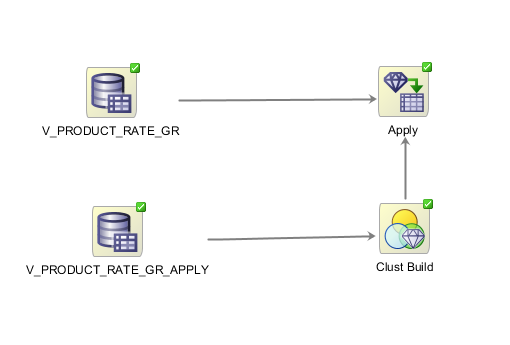 V_PRODUCT_RATE_GR
Apply
V_PRODUCT_RATE_GR_APPLY
Clust Build